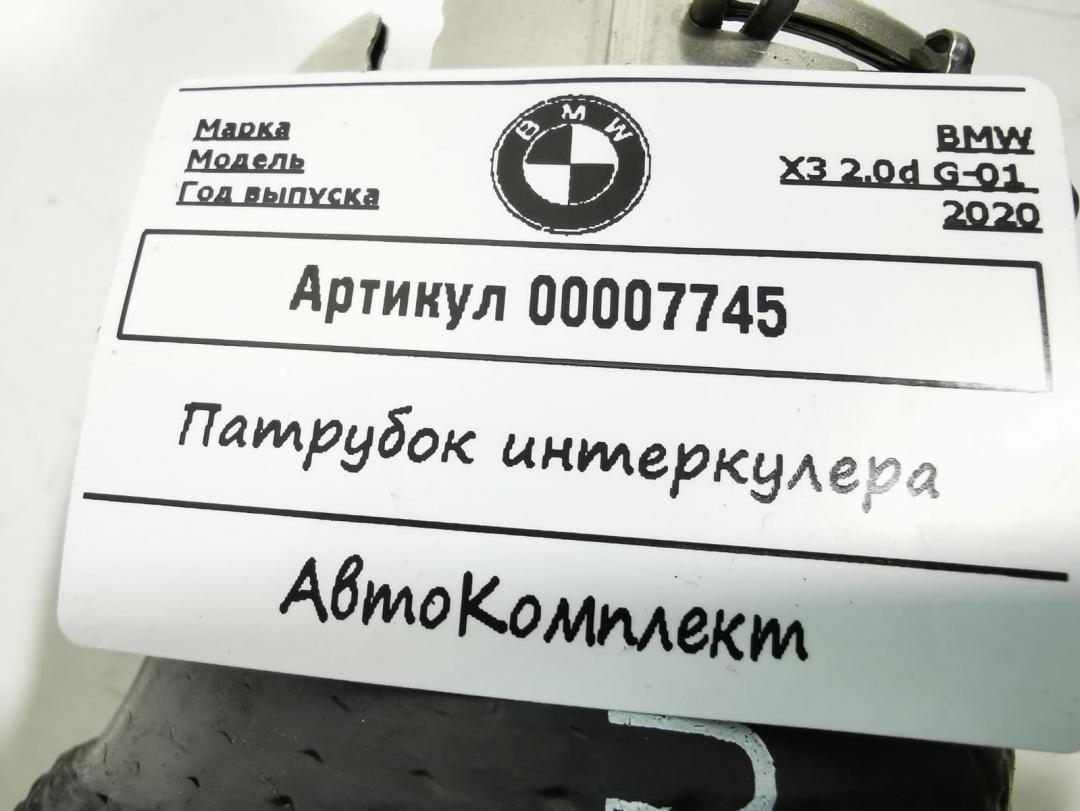 Марка
BMW
Модель
X3 2.0d G-01
Год выпуска
2020
BMW
Артикул 00007745
Патрубок интеркулера
АвтоКомплект